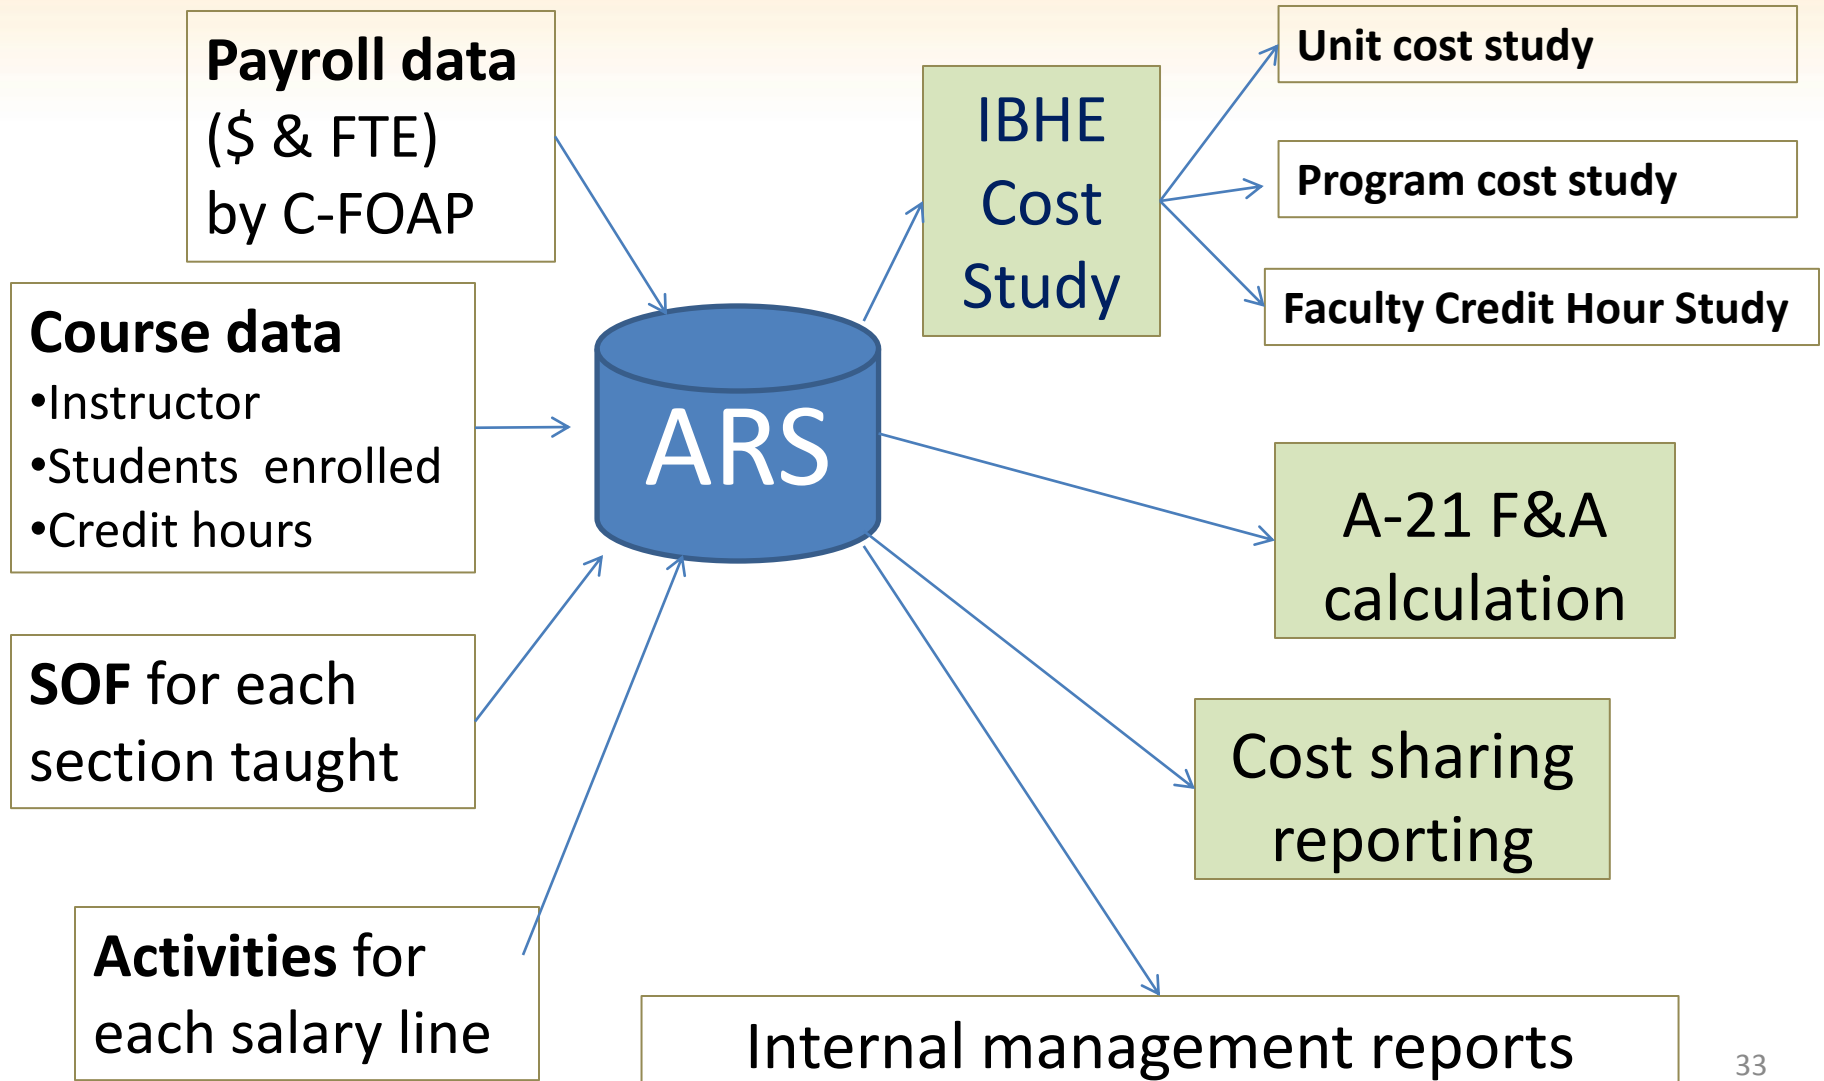 Payroll data
($ & FTE)
by C-FOAP
Course data
•Instructor
•Students enrolled
•Credit hours
SOF for each
section taught
Activities for
each salary line
ARS
IBHE
Cost
Study
Unit cost study
Program cost study
Faculty Credit Hour Study
A-21 F&A
calculation
Cost sharing
reporting
Internal management reports
33